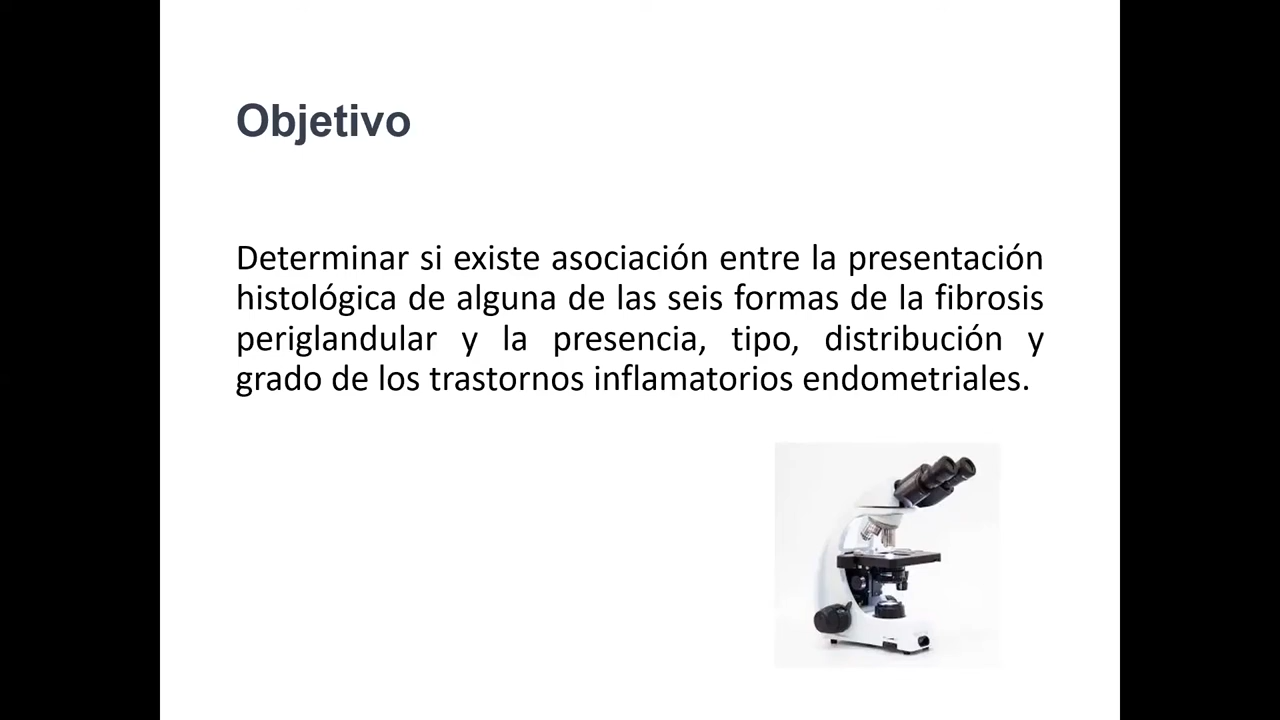 Objetivo
Determinar si existe asociación entre la presentación
histológica de alguna de las seis formas de la fibrosis
periglandular y la presencia, tipo, distribución y
grado de los trastornos inflamatorios endometriales.